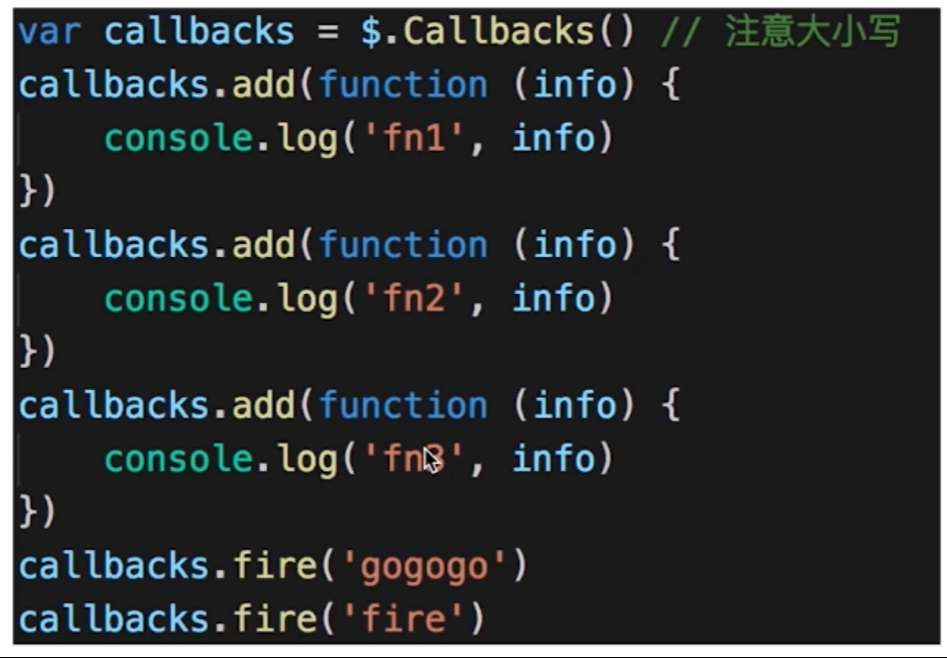 var callbacks = $.Callbacks() // 注意大小写
callbacks.add(function (info) {
    console.log('fn1', info)
})
callbacks.add(function (info) {
    console.log('fn2', info)
})
callbacks.add(function (info) {
    console.log('fn3', info)
})
callbacks.fire('gogogo')
callbacks.fire('fire')